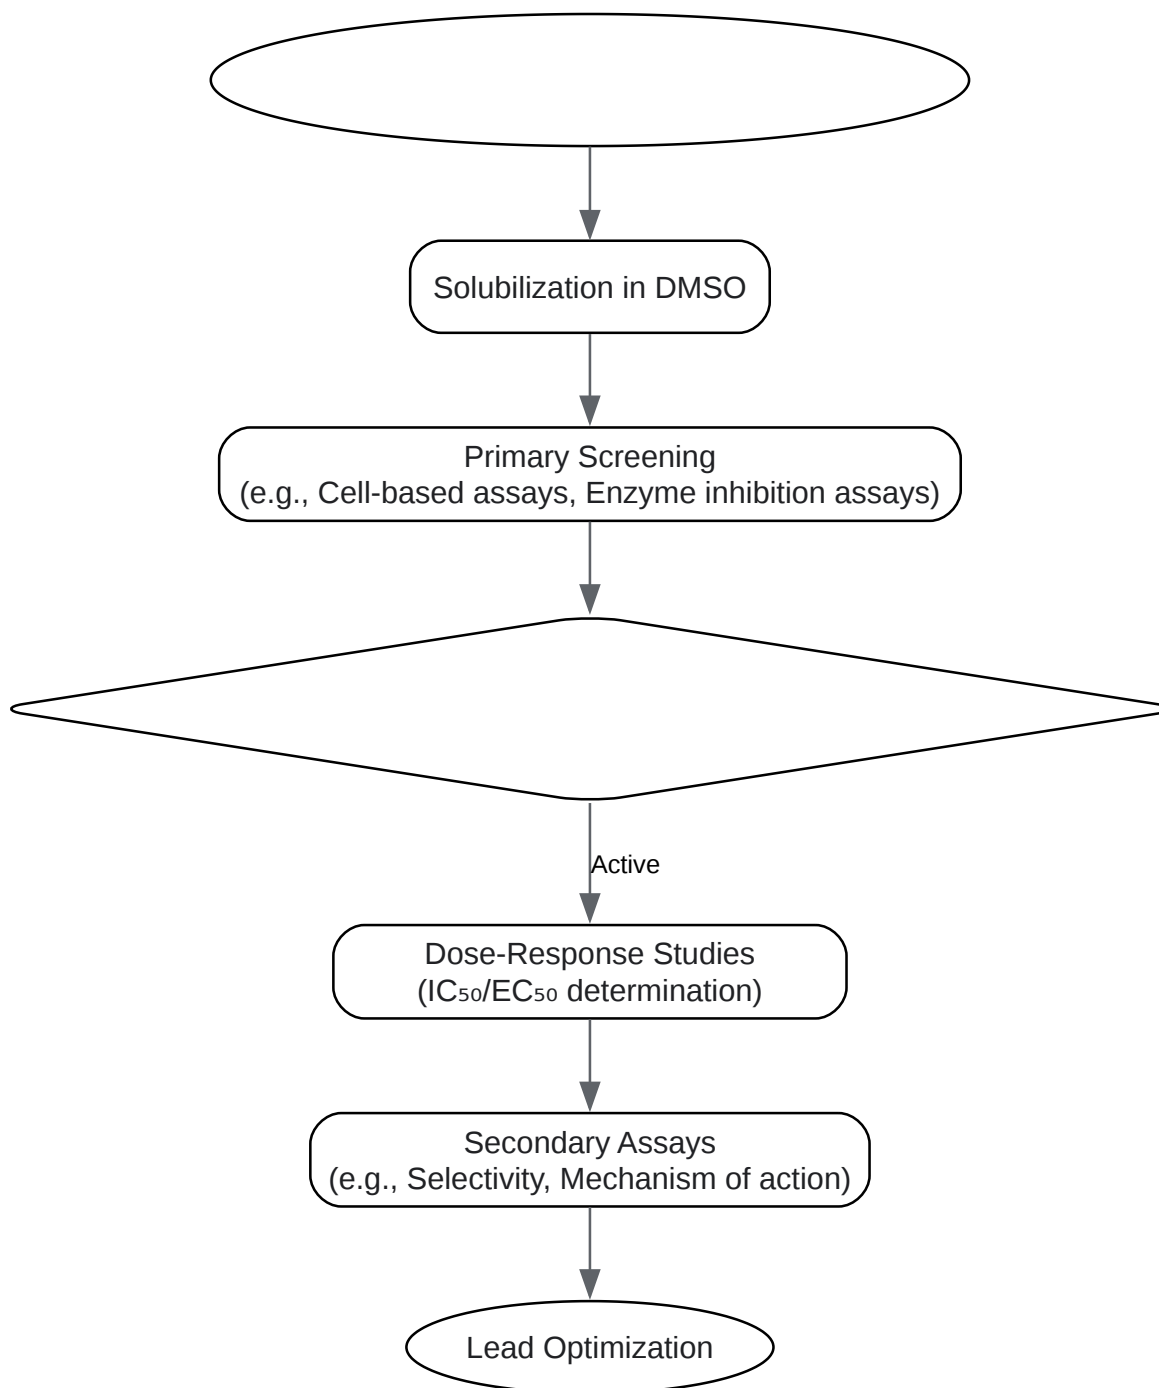 Solubilization in DMSO
Primary Screening
(e.g., Cell-based assays, Enzyme inhibition assays)
Active
Dose-Response Studies
(IC₅₀/EC₅₀ determination)
Secondary Assays
(e.g., Selectivity, Mechanism of action)
Lead Optimization